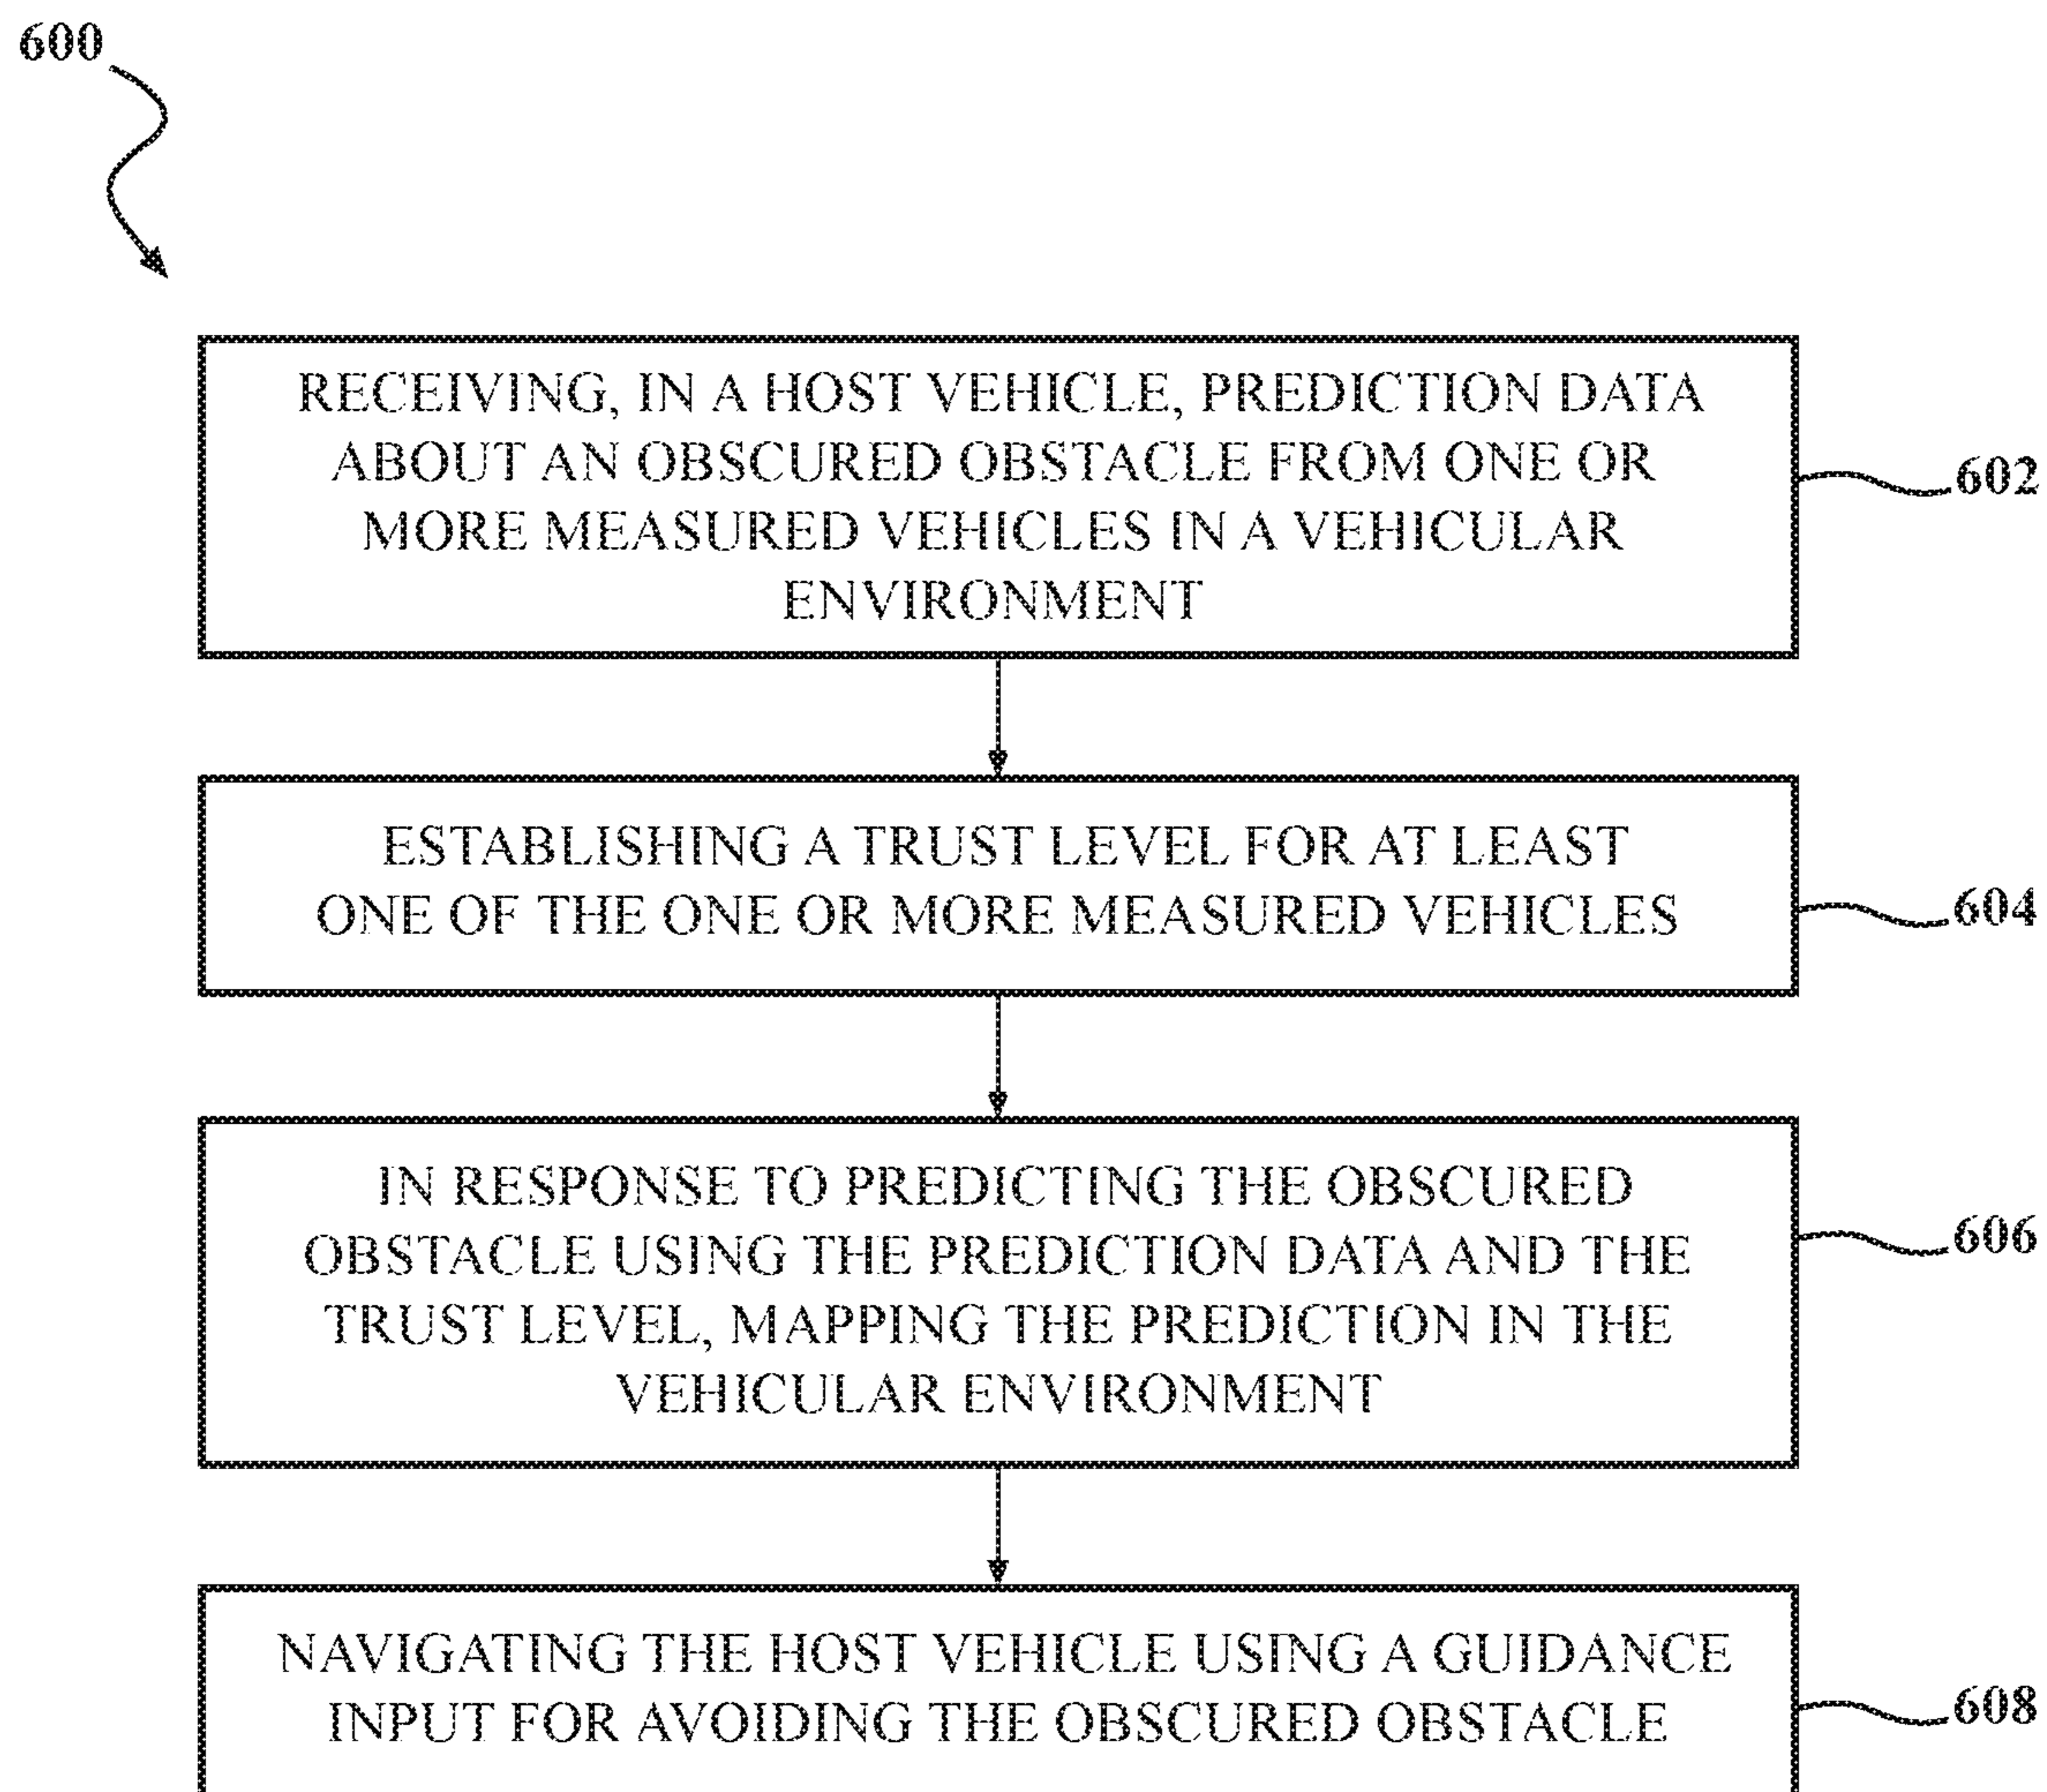 600
RECEIVING, IN A HOST VEHICLE, PREDICTION DATA
ABOUT AN OBSCURED OBSTACLE FROM ONE OR
MORE MEASURED VEHICLES IN A VEHICULAR
ENVIRONMENT
602
ESTABLISHING A TRUST LEVEL FOR AT LEAST
ONE OF THE ONE OR MORE MEASURED VEHICLES
604
IN RESPONSE TO PREDICTING THE OBSCURED
OBSTACLE USING THE PREDICTION DATA AND THE
TRUST LEVEL, MAPPING THE PREDICTION IN THE
VEHICULAR ENVIRONMENT
606
NAVIGATING THE HOST VEHICLE USING A GUIDANCE
INPUT FOR AVOIDING THE OBSCURED OBSTACLE
608